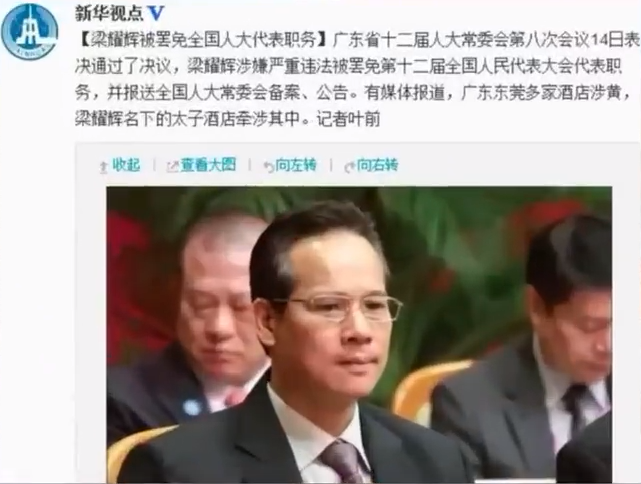 新华视点
【梁耀辉被罢免全国人大代表职务】广东省十二届人大常委会第八次会议14日表
决通过了决议，梁耀辉涉嫌严重违法被罢免第十二届全国人民代表大会代表职
务，并报送全国人大常委会备案、公告。有媒体报道，广东东莞多家酒店涉黄，
梁耀辉名下的太子酒店牵涉其中。记者叶前
收起 | 查看大图 | 向左转 | 向右转